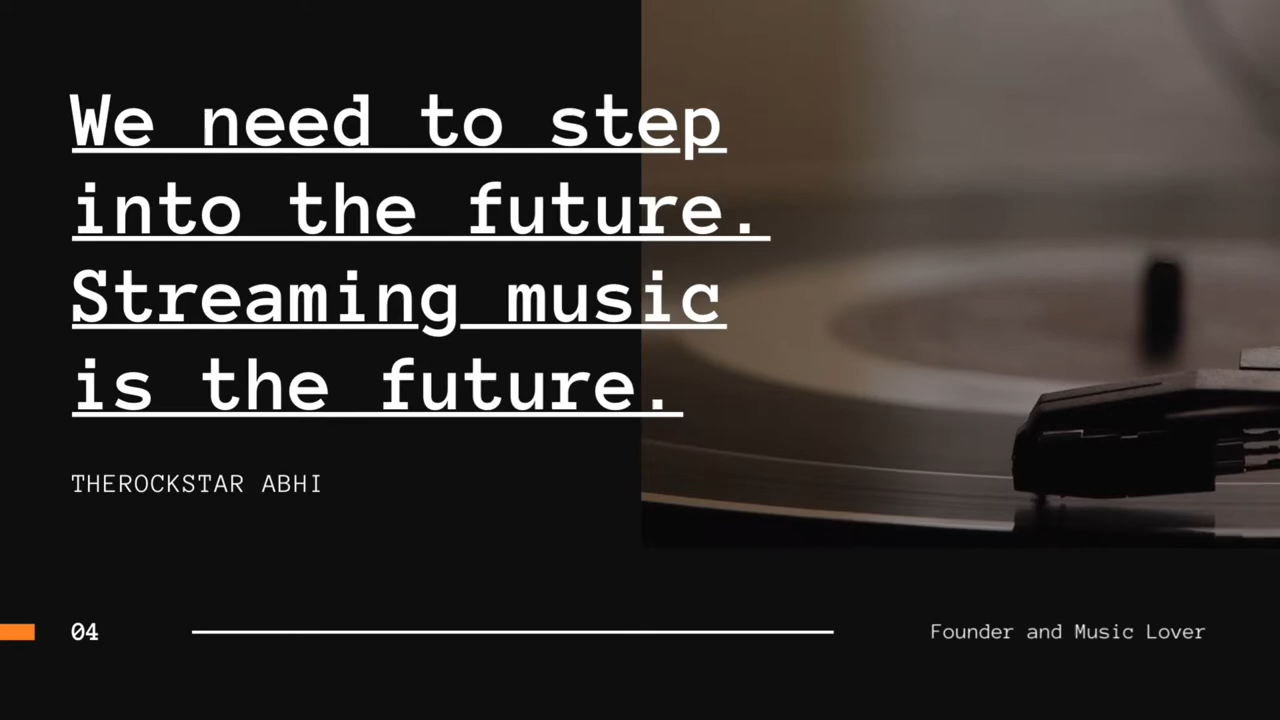 We need to step
into the future.
Streaming music
is the future.
THEROCKSTAR ABHI
04
Founder and Music Lover